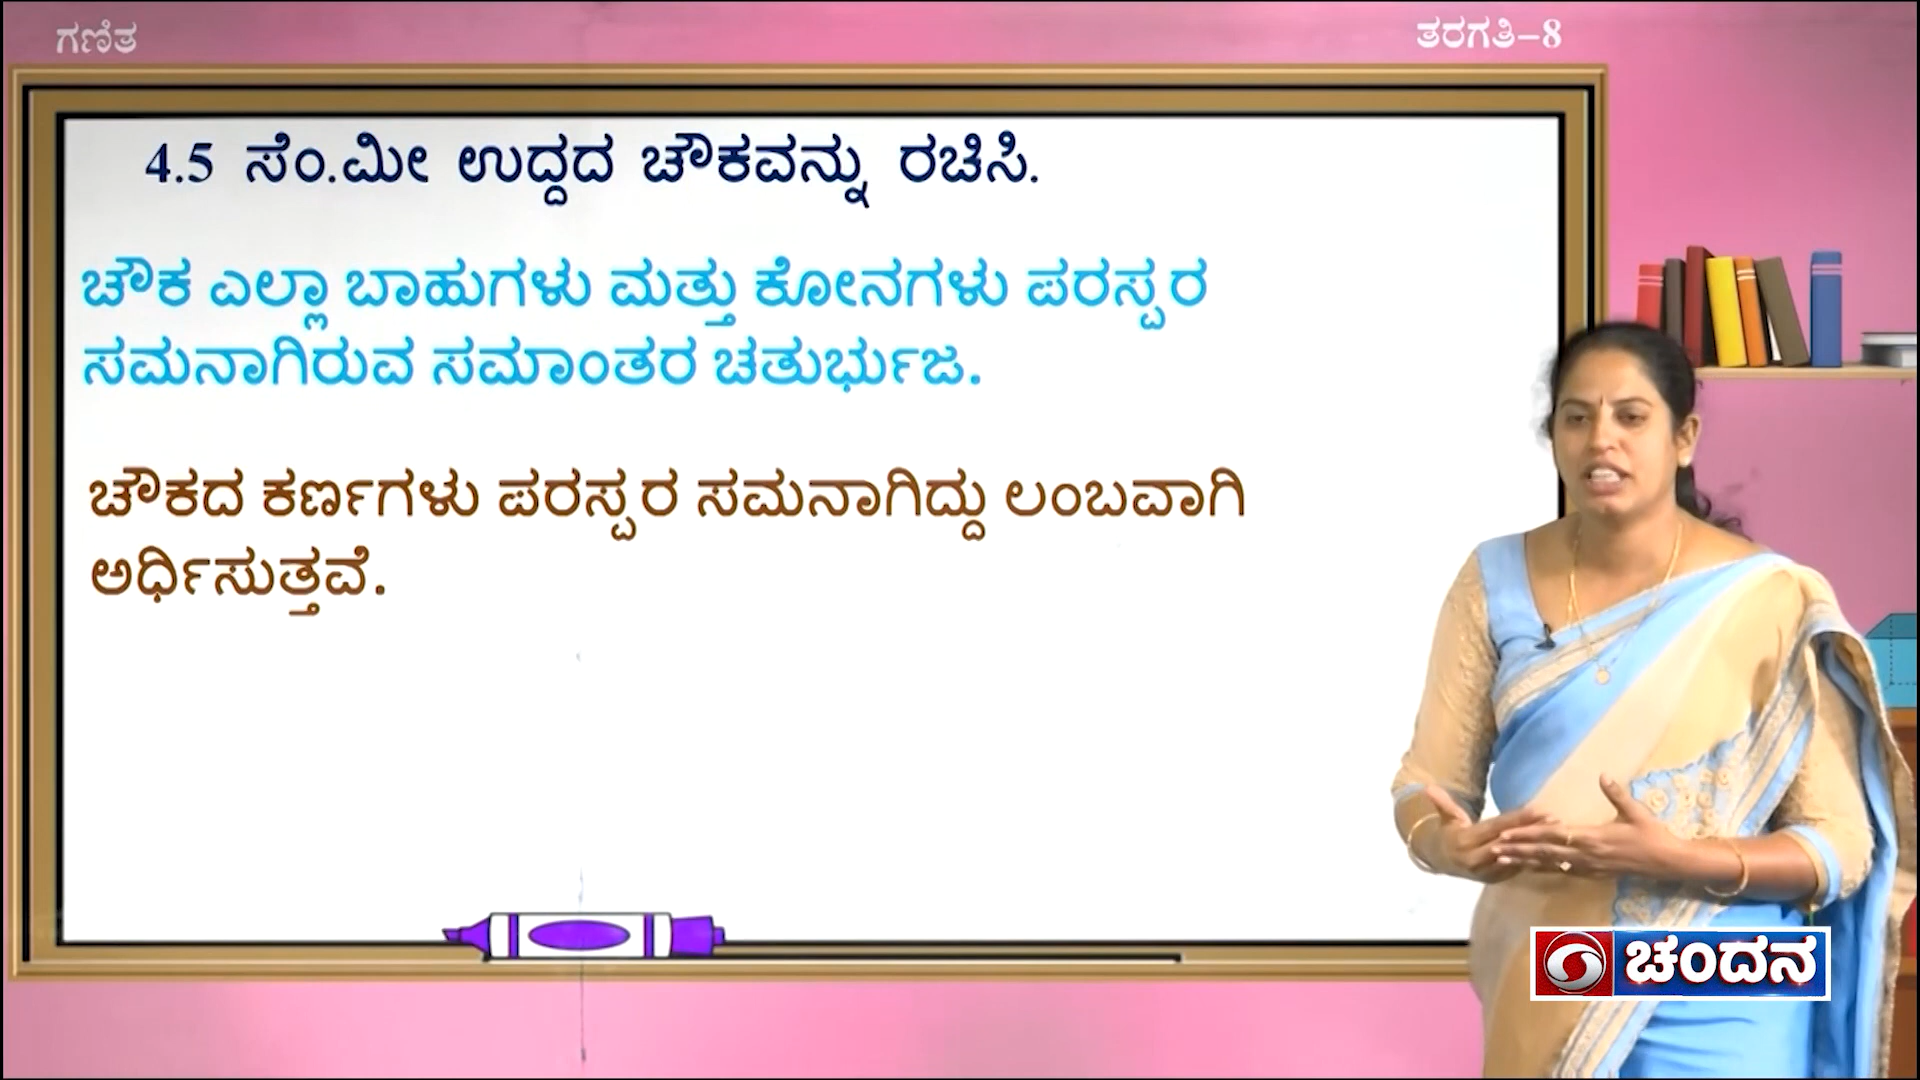 ಗಣಿತ
ತರಗತಿ–8
4.5 ಸೆಂ.ಮೀ ಉದ್ದದ ಚೌಕವನ್ನು ರಚಿಸಿ.
ಚೌಕ ಎಲ್ಲಾ ಬಾಹುಗಳು ಮತ್ತು ಕೋನಗಳು ಪರಸ್ಪರ
ಸಮನಾಗಿರುವ ಸಮಾಂತರ ಚತುರ್ಭುಜ.
ಚೌಕದ ಕರ್ಣಗಳು ಪರಸ್ಪರ ಸಮನಾಗಿದ್ದು ಲಂಬವಾಗಿ
ಅರ್ಧಿಸುತ್ತವೆ.
ಚಂದನ